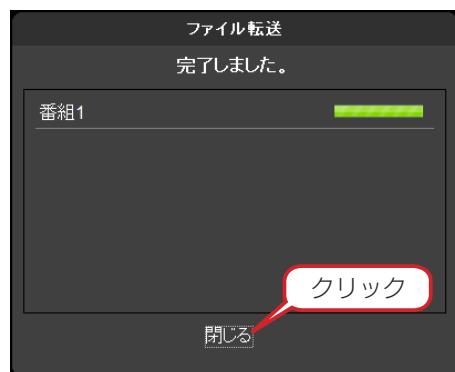 ファイル転送
完了しました。
番組1
クリック
閉じる